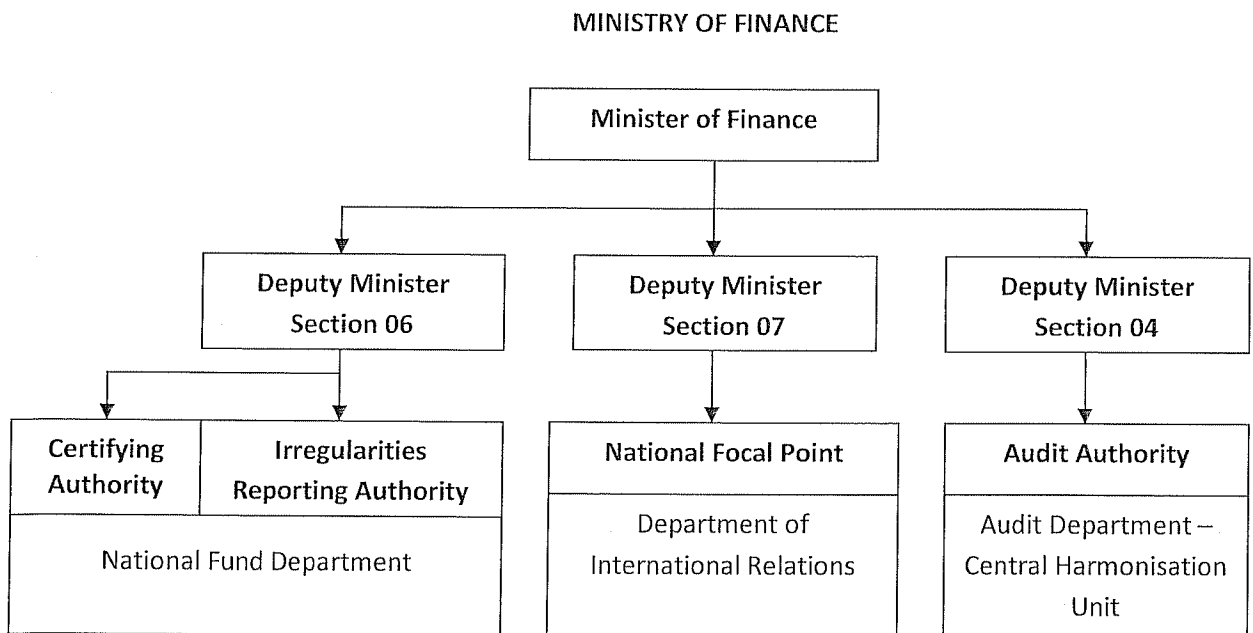 MINISTRY OF FINANCE
Minister of Finance
Deputy Minister
Section 06
Deputy Minister
Section 07
Deputy Minister
Section 04
Certifying
Authority
Irregularities
Reporting Authority
National Fund Department
National Focal Point
Department of
International Relations
Audit Authority
Audit Department –
Central Harmonisation
Unit